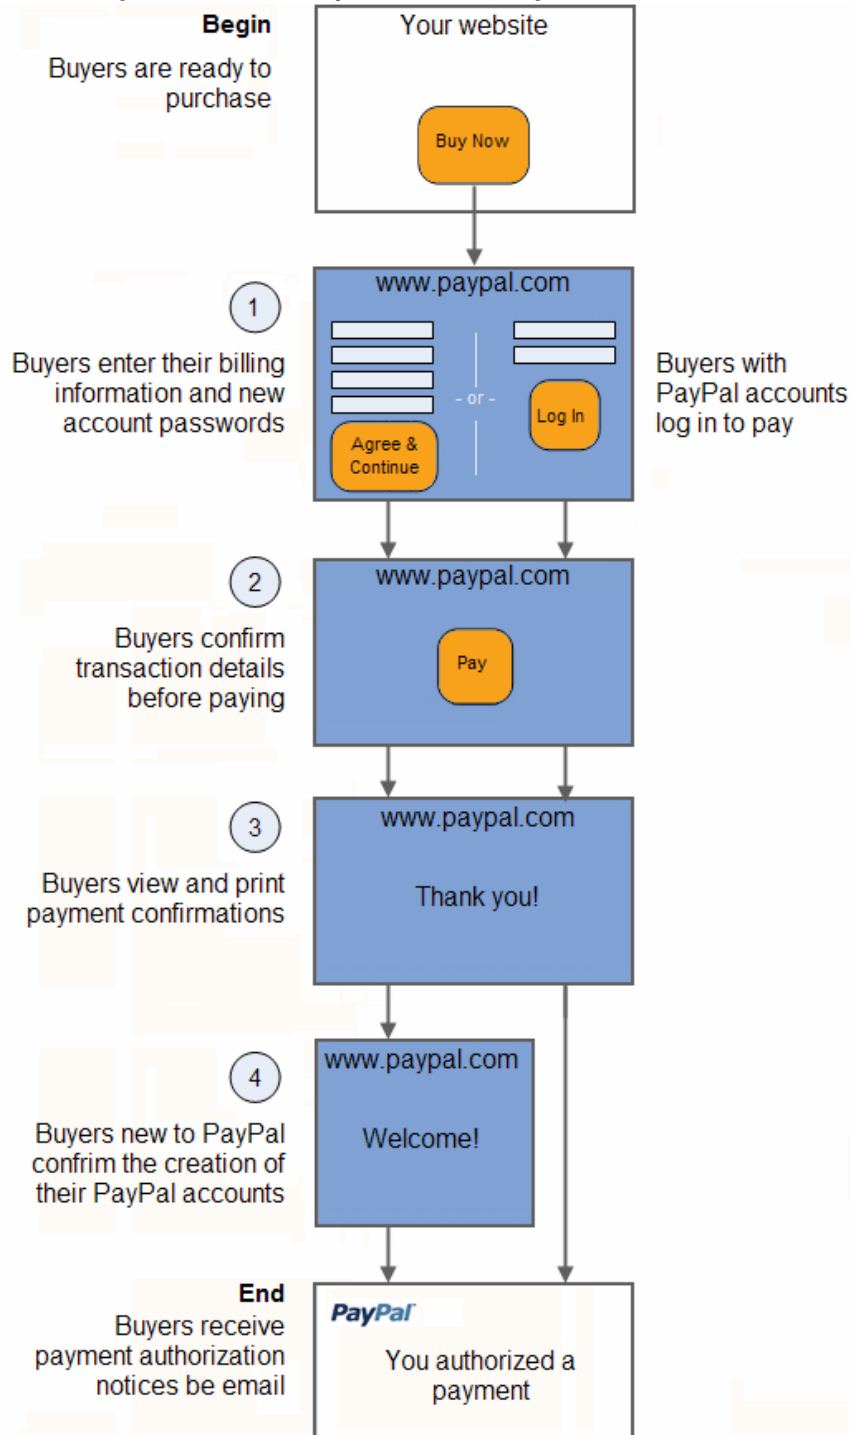 Begin
Your website
Buyers are ready to
purchase
Buy Now
www.paypal.com
1
Buyers enter their billing
information and new
account passwords
- or -
Agree &
Continue
Log In
Buyers with
PayPal accounts
log in to pay
www.paypal.com
2
Buyers confirm
transaction details
before paying
Pay
www.paypal.com
3
Buyers view and print
payment confirmations
Thank you!
www.paypal.com
4
Buyers new to PayPal
confrim the creation of
their PayPal accounts
Welcome!
End
Buyers receive
payment authorization
notices be email
PayPal
You authorized a
payment